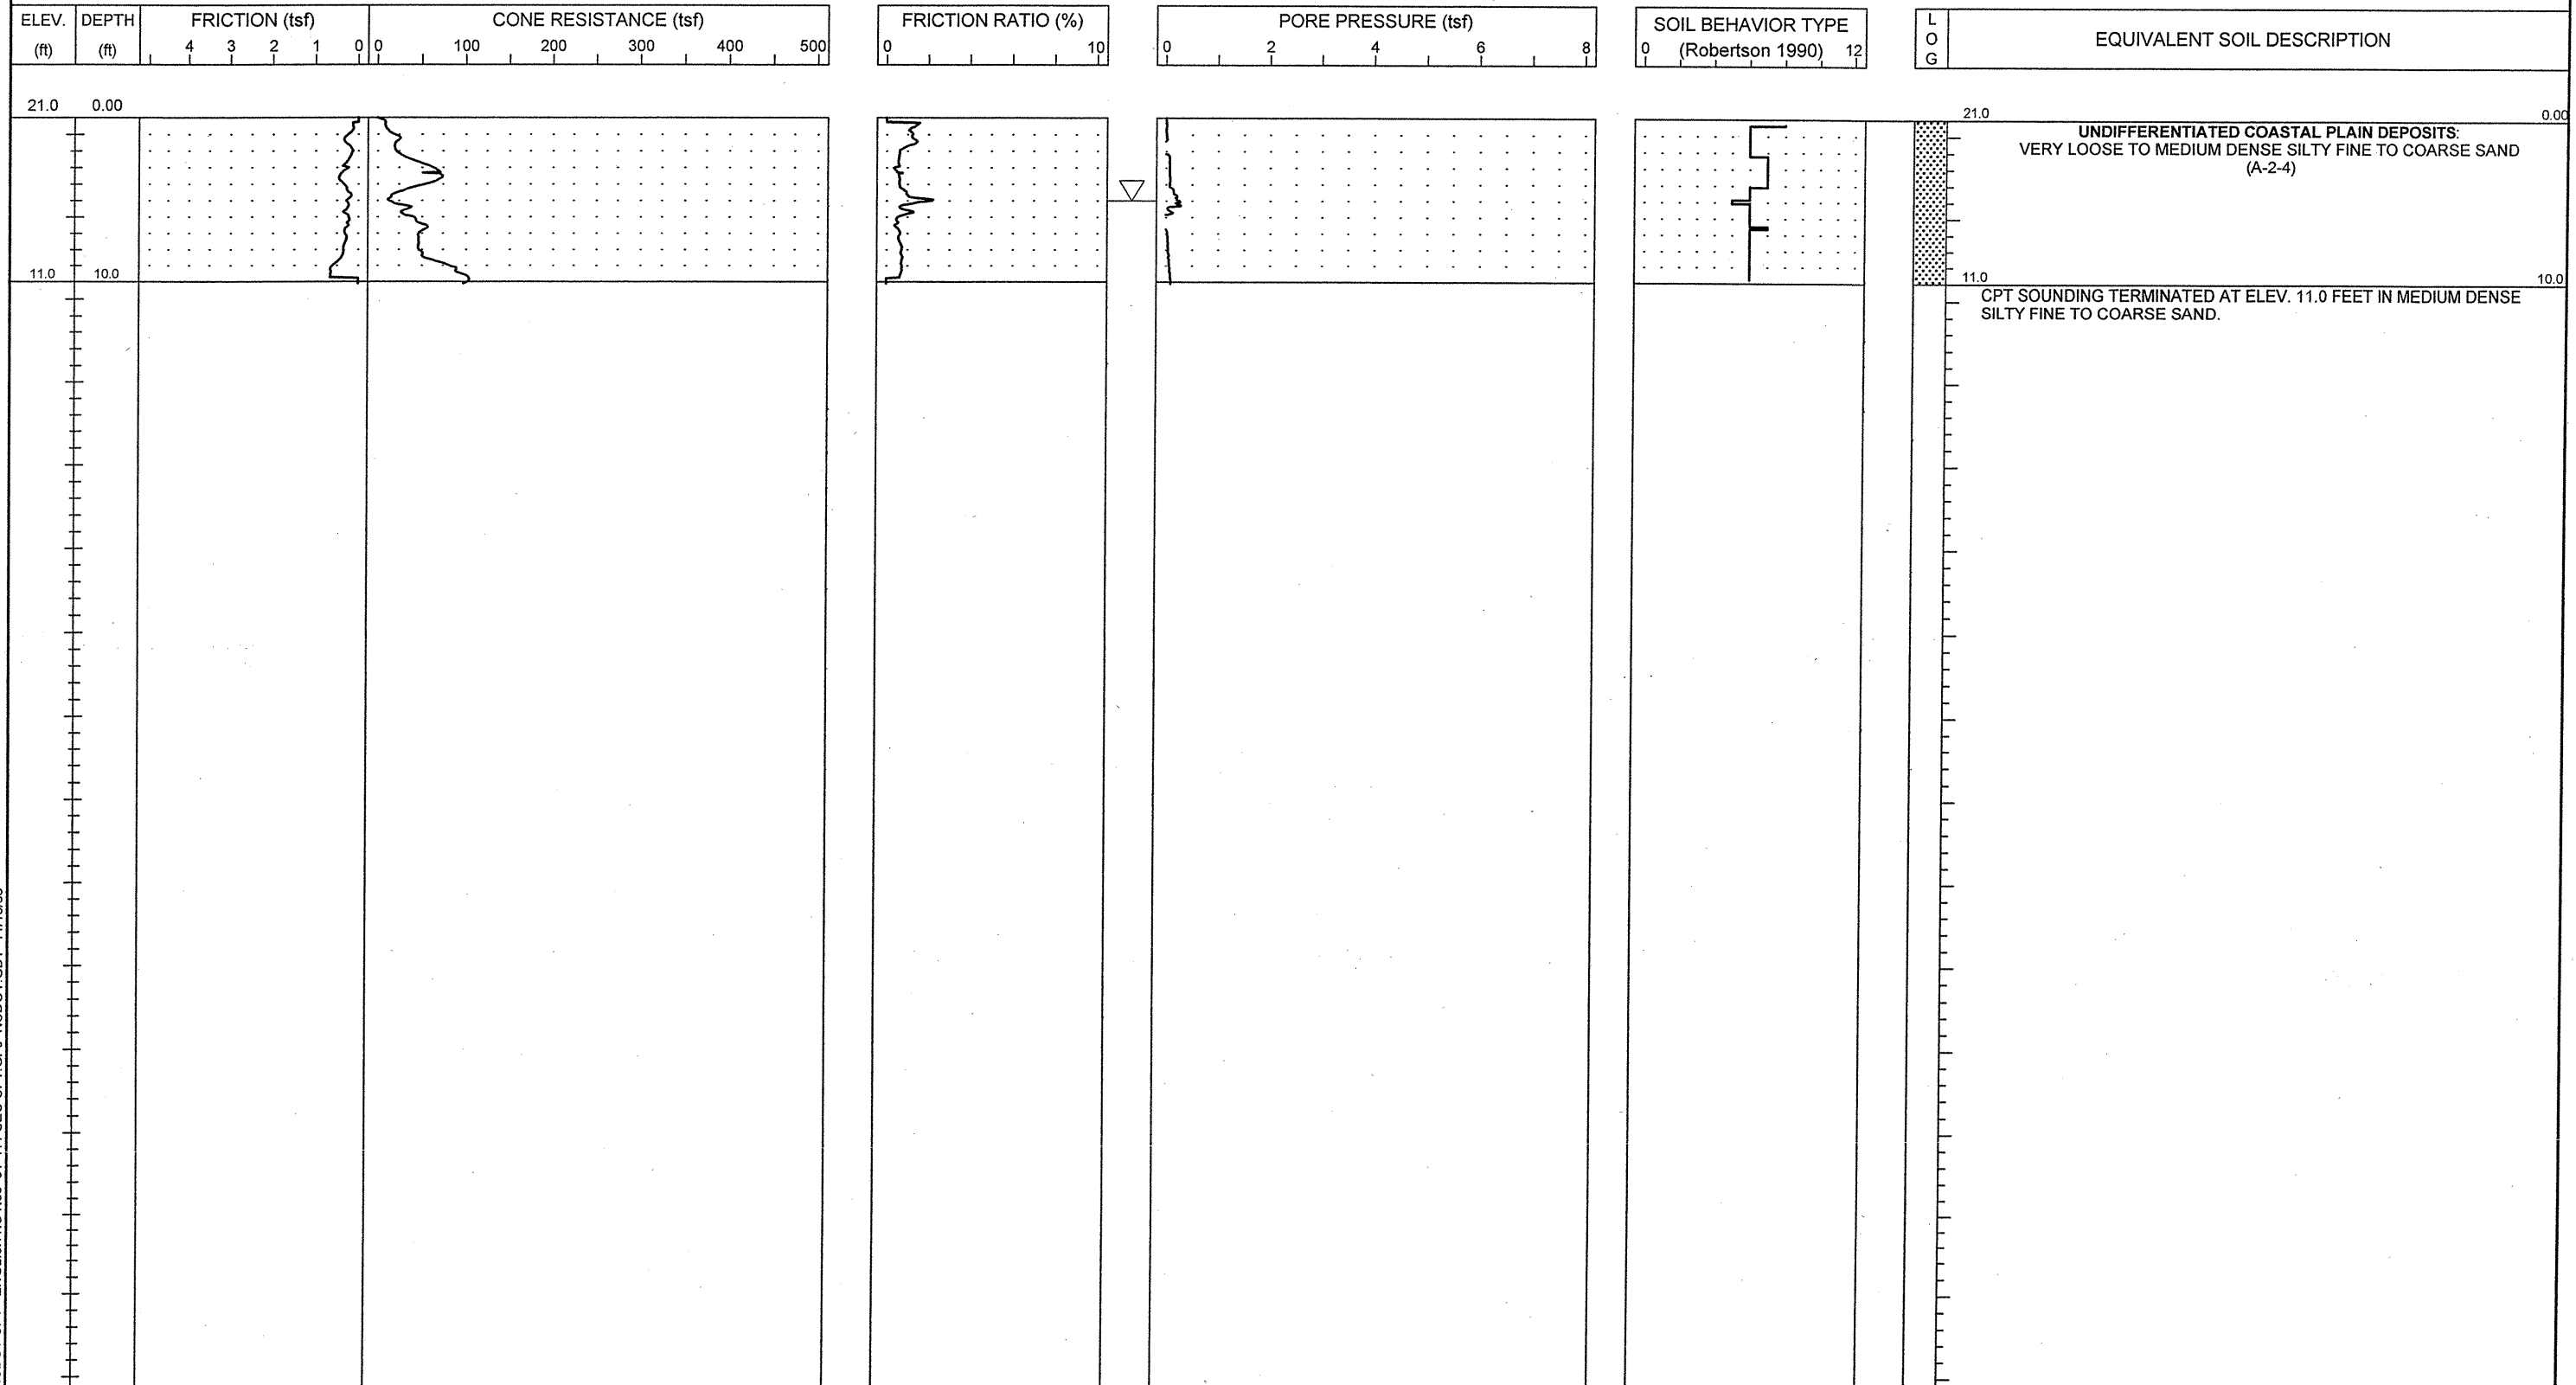 ELEV. (ft)
DEPTH (ft)
FRICTION (tsf)
4 3 2 1 0
CONE RESISTANCE (tsf)
0 100 200 300 400 500
FRICTION RATIO (%)
0 10
PORE PRESSURE (tsf)
0 2 4 6 8
SOIL BEHAVIOR TYPE
(Robertson 1990)
0 12
LOG
EQUIVALENT SOIL DESCRIPTION
21.0 0.00
21.0 0.00
UNDIFFERENTIATED COASTAL PLAIN DEPOSITS:
VERY LOOSE TO MEDIUM DENSE SILTY FINE TO COARSE SAND
(A-2-4)
11.0 10.0
11.0 10.0
CPT SOUNDING TERMINATED AT ELEV. 11.0 FEET IN MEDIUM DENSE
SILTY FINE TO COARSE SAND.